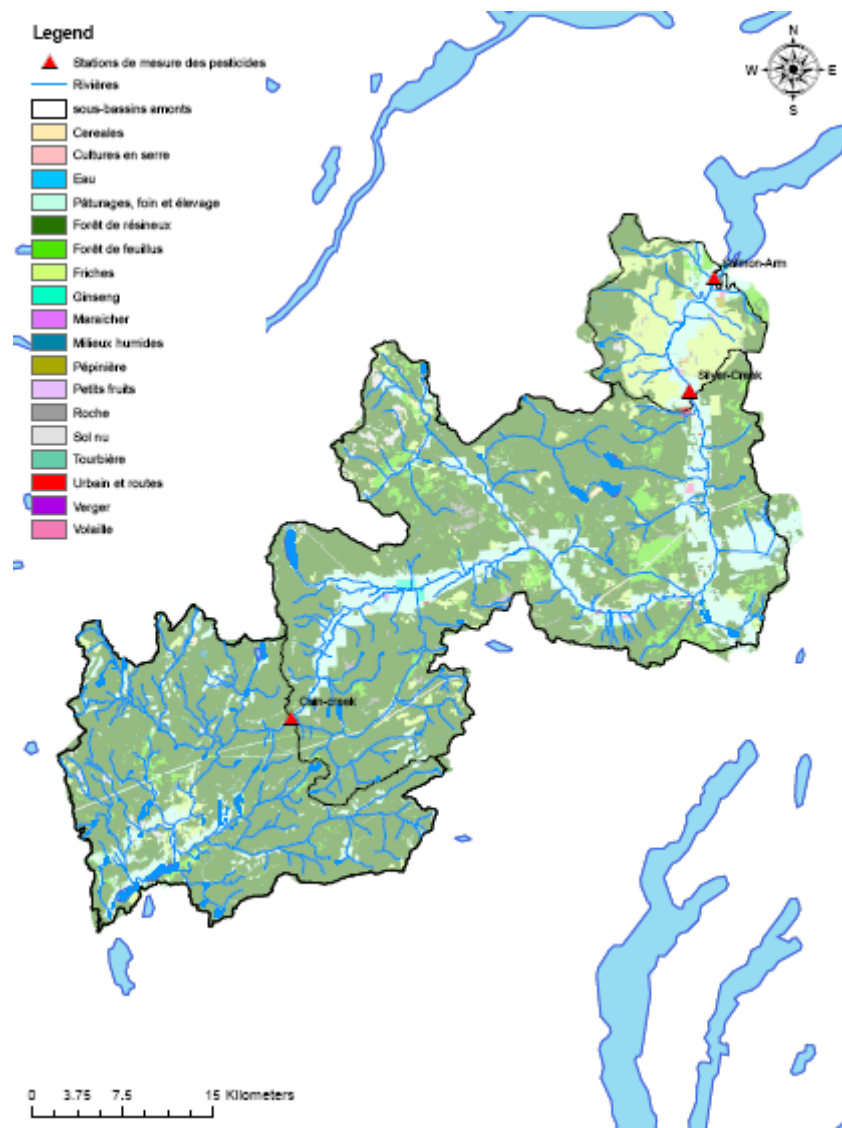 Legend
Stations de mesure des pesticides
Rivières
sous-bassins amonts
Cereales
Cultures en serre
Eau
Pâturages, foin et élevage
Forêt de résineux
Forêt de feuillus
Friches
Ginseng
Maraicher
Milieux humides
Pépinière
Petits fruits
Roche
Sol nu
Tourbière
Urbain et routes
Verger
Volaille
N
W E
S
Salmon-Arm
Silver-Creek
0 3.75 7.5 15 Kilometers